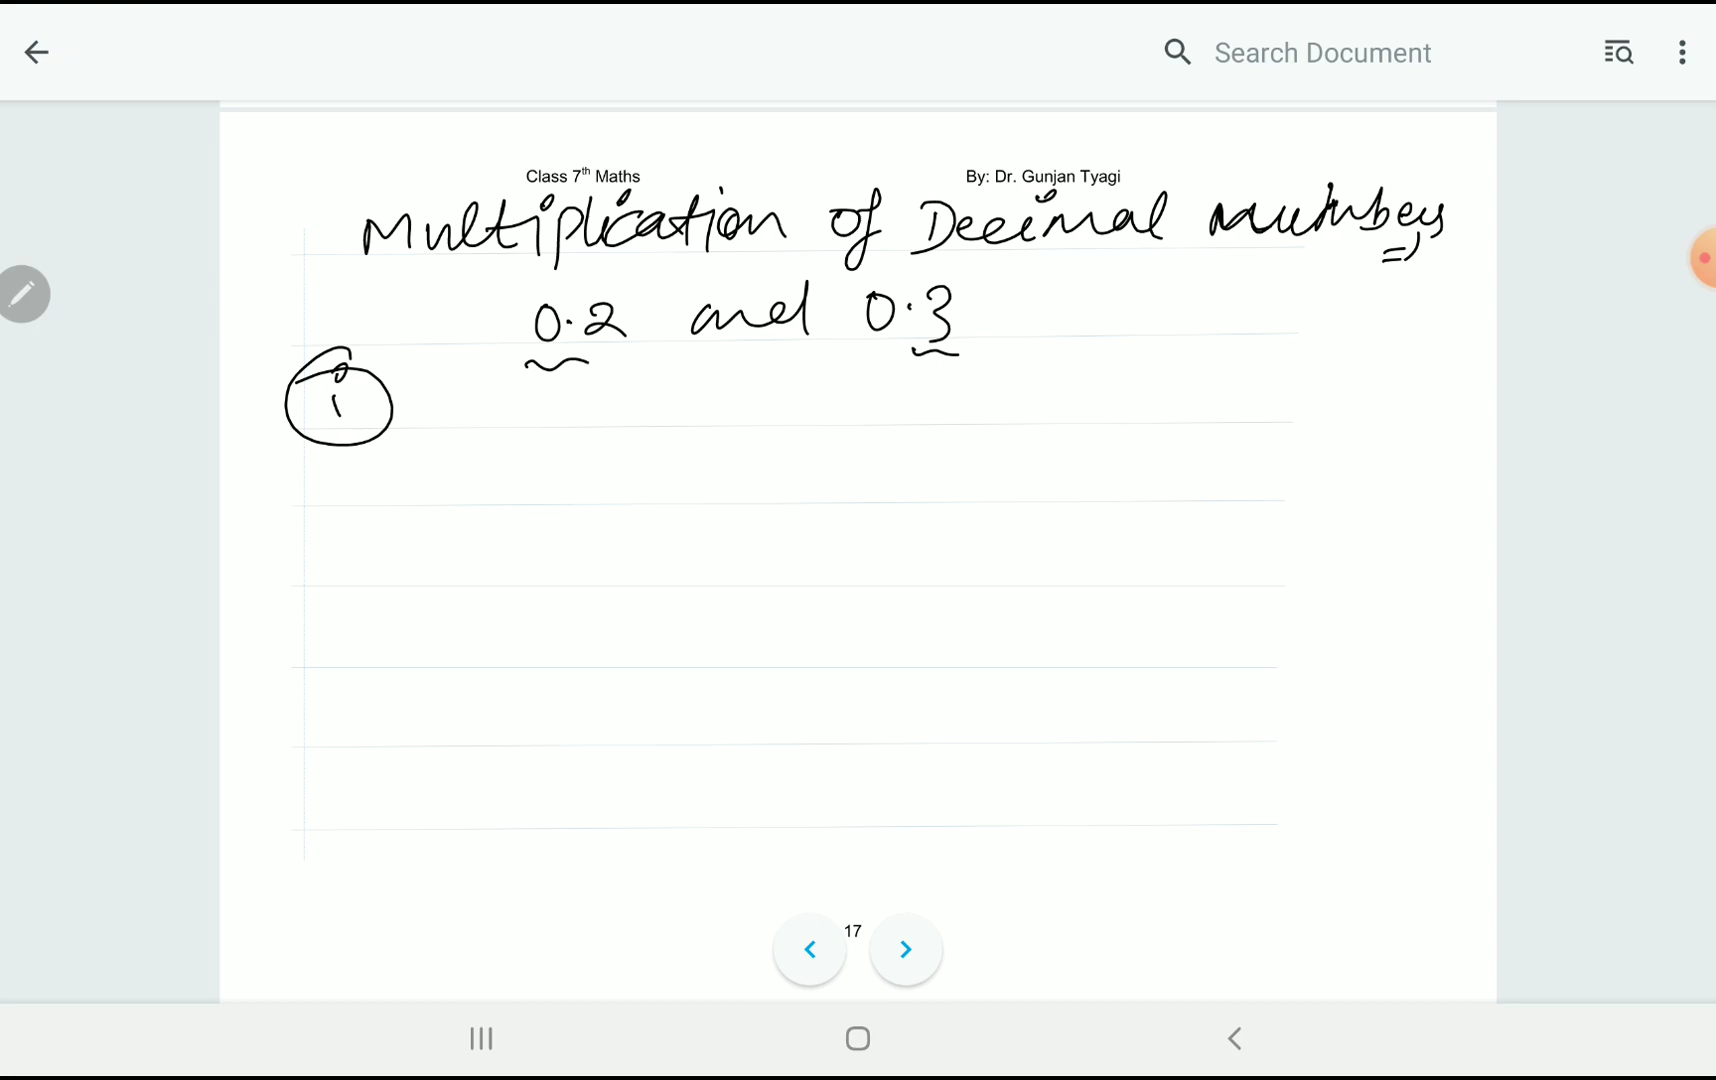 Search Document
Class 7th Maths By: Dr. Gunjan Tyagi
Multiplication of Decimal numbers
0.2 and 0.3
i
17